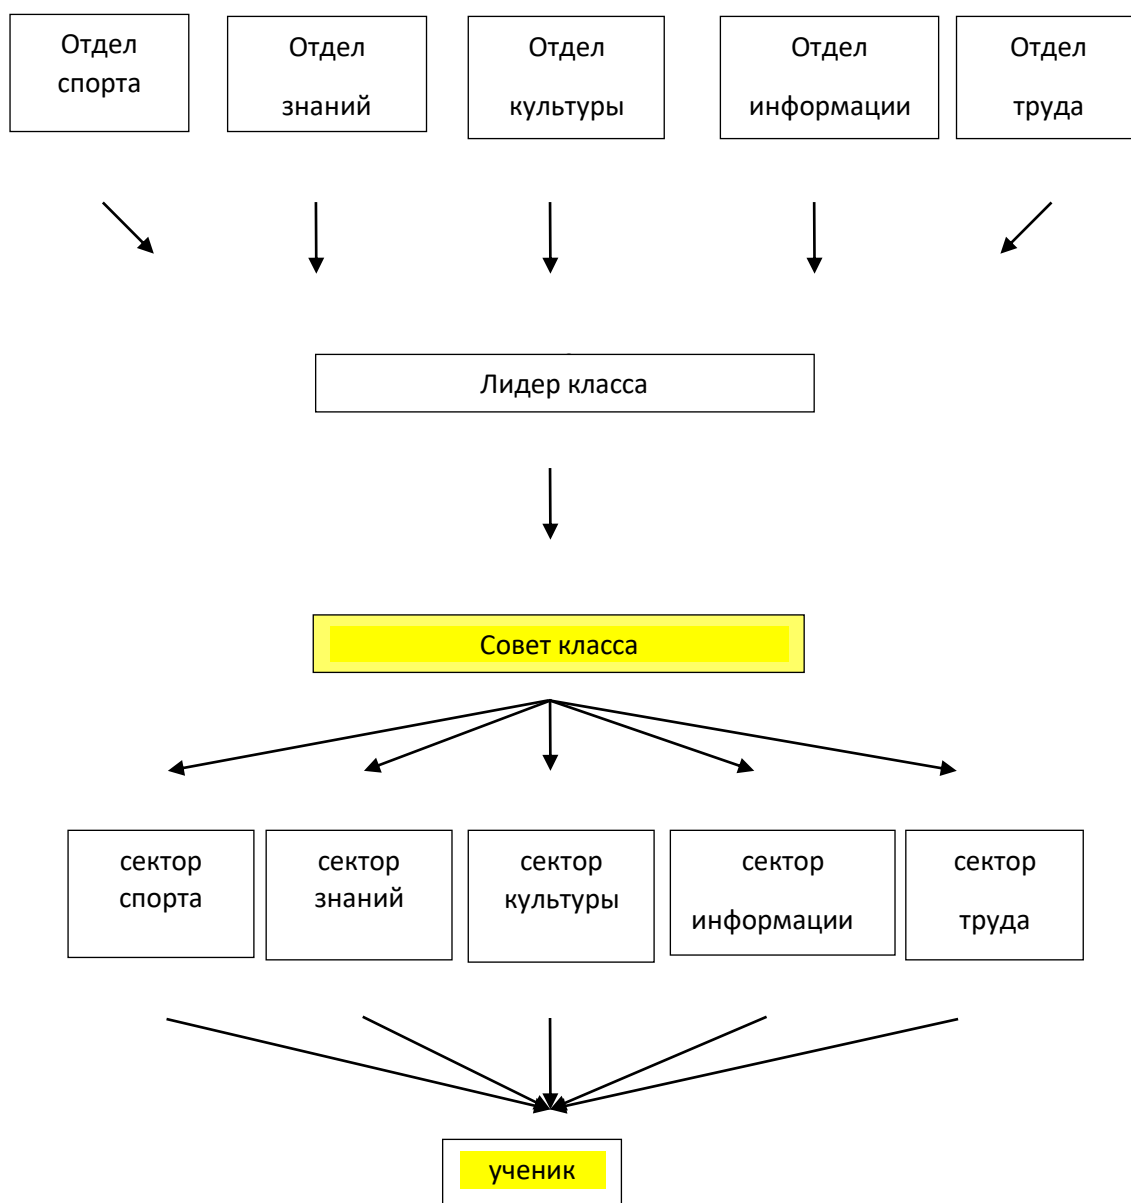 Отдел
спорта
Отдел
знаний
Отдел
культуры
Отдел
информации
Отдел
труда
Лидер класса
Совет класса
сектор
спорта
сектор
знаний
сектор
культуры
сектор
информации
сектор
труда
ученик